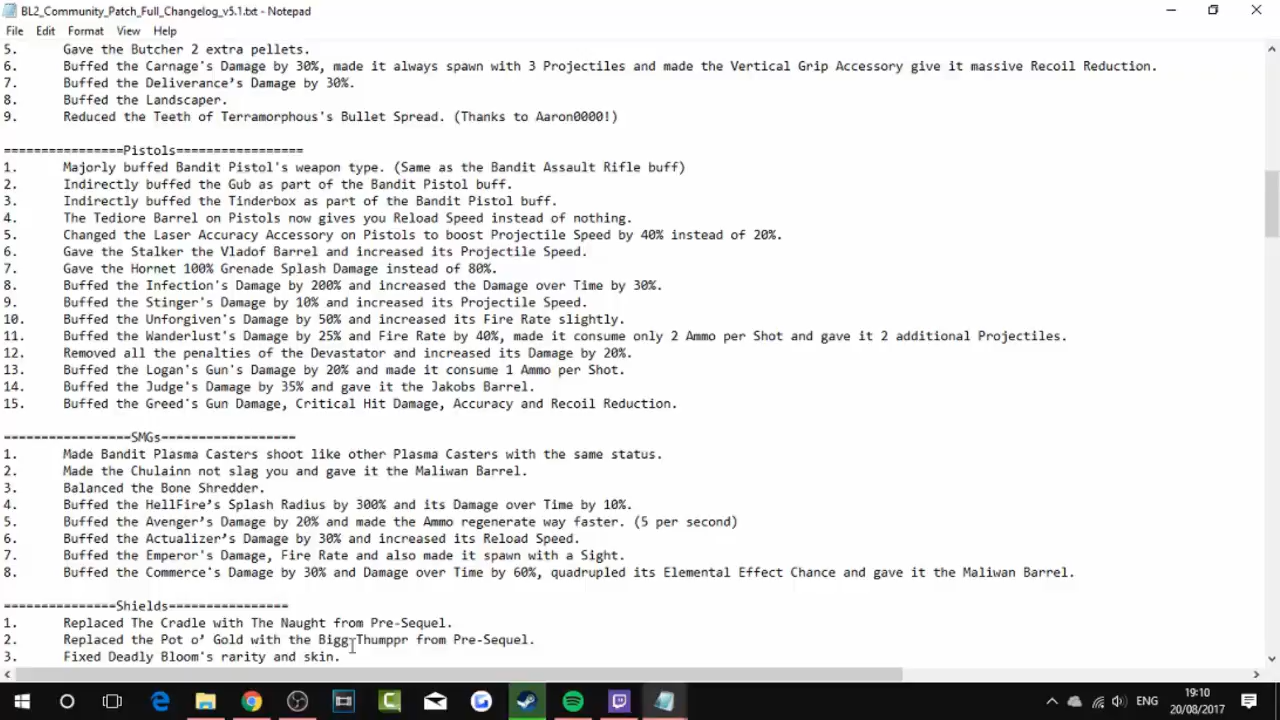 BL2_Community_Patch_Full_Changelog_v5.1.txt - Notepad
File Edit Format View Help
5. Gave the Butcher 2 extra pellets.
6. Buffed the Carnage's Damage by 30%, made it always spawn with 3 Projectiles and made the Vertical Grip Accessory give it massive Recoil Reduction.
7. Buffed the Deliverance’s Damage by 30%.
8. Buffed the Landscaper.
9. Reduced the Teeth of Terramorphous's Bullet Spread. (Thanks to Aaron0000!)
================Pistols=================
1. Majorly buffed Bandit Pistol's weapon type. (Same as the Bandit Assault Rifle buff)
2. Indirectly buffed the Gub as part of the Bandit Pistol buff.
3. Indirectly buffed the Tinderbox as part of the Bandit Pistol buff.
4. The Tediore Barrel on Pistols now gives you Reload Speed instead of nothing.
5. Changed the Laser Accuracy Accessory on Pistols to boost Projectile Speed by 40% instead of 20%.
6. Gave the Stalker the Vladof Barrel and increased its Projectile Speed.
7. Gave the Hornet 100% Grenade Splash Damage instead of 80%.
8. Buffed the Infection's Damage by 200% and increased the Damage over Time by 30%.
9. Buffed the Stinger's Damage by 10% and increased its Projectile Speed.
10. Buffed the Unforgiven's Damage by 50% and increased its Fire Rate slightly.
11. Buffed the Wanderlust's Damage by 25% and Fire Rate by 40%, made it consume only 2 Ammo per Shot and gave it 2 additional Projectiles.
12. Removed all the penalties of the Devastator and increased its Damage by 20%.
13. Buffed the Logan's Gun's Damage by 20% and made it consume 1 Ammo per Shot.
14. Buffed the Judge's Damage by 35% and gave it the Jakobs Barrel.
15. Buffed the Greed's Gun Damage, Critical Hit Damage, Accuracy and Recoil Reduction.
=================SMGs==================
1. Made Bandit Plasma Casters shoot like other Plasma Casters with the same status.
2. Made the Chulainn not slag you and gave it the Maliwan Barrel.
3. Balanced the Bone Shredder.
4. Buffed the HellFire’s Splash Radius by 300% and its Damage over Time by 10%.
5. Buffed the Avenger’s Damage by 20% and made the Ammo regenerate way faster. (5 per second)
6. Buffed the Actualizer’s Damage by 30% and increased its Reload Speed.
7. Buffed the Emperor's Damage, Fire Rate and also made it spawn with a Sight.
8. Buffed the Commerce's Damage by 30% and Damage over Time by 60%, quadrupled its Elemental Effect Chance and gave it the Maliwan Barrel.
===============Shields================
1. Replaced The Cradle with The Naught from Pre-Sequel.
2. Replaced the Pot o’ Gold with the Bigg Thumppr from Pre-Sequel.
3. Fixed Deadly Bloom's rarity and skin.
ENG
19:10
20/08/2017